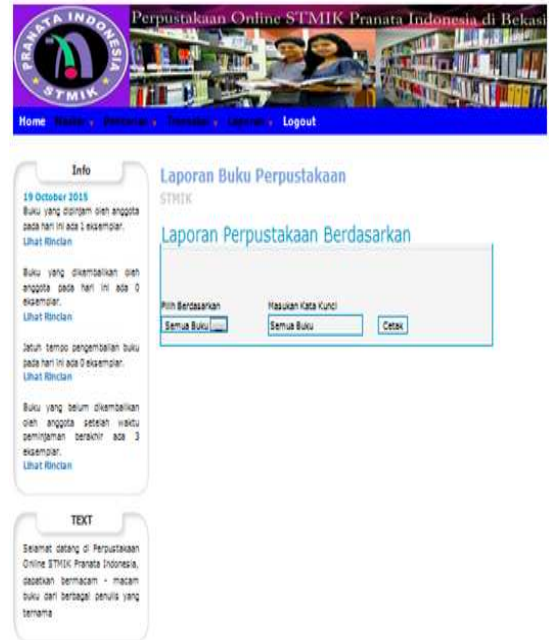 PRANATA INDONESIA
STMIK
Perpustakaan Online STMIK Pranata Indonesia di Bekasi
Home Master Pencarian Transaksi Laporan Logout
Info
19 October 2015
Buku yang dipinjam oleh anggota
pada hari ini ada 1 eksemplar.
Lihat Rincian
Buku yang dikembalikan oleh
anggota pada hari ini ada 0
eksemplar.
Lihat Rincian
Jatuh tempo pengembalian buku
pada hari ini ada 0 eksemplar.
Lihat Rincian
Buku yang belum dikembalikan
oleh anggota setelah waktu
peminjaman berakhir ada 3
eksemplar.
Lihat Rincian
TEXT
Selamat datang di Perpustakaan
Online STMIK Pranata Indonesia,
dapatkan bermacam - macam
buku dari berbagai penulis yang
ternama
Laporan Buku Perpustakaan
STMIK
Laporan Perpustakaan Berdasarkan
Pilih Berdasarkan Masukan Kata Kunci
Semua Buku Semua Buku Cetak